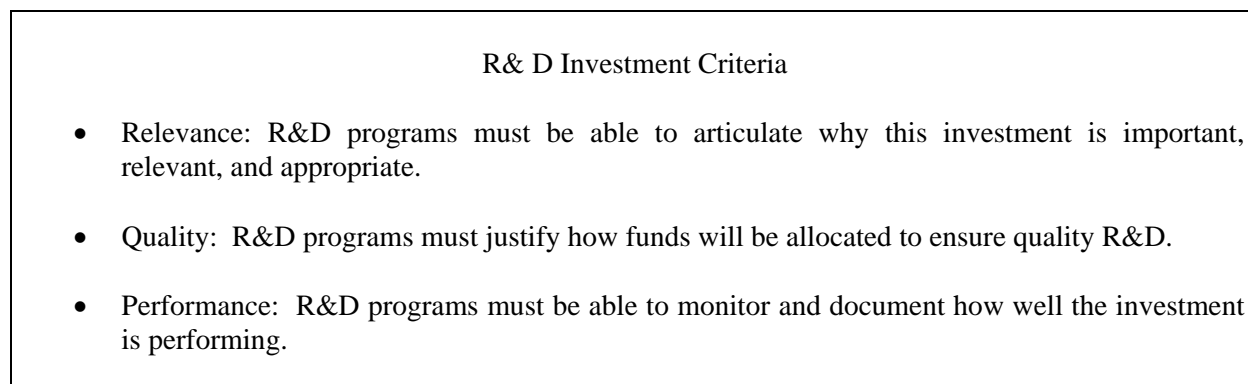 R& D Investment Criteria
• Relevance: R&D programs must be able to articulate why this investment is important,
relevant, and appropriate.
• Quality: R&D programs must justify how funds will be allocated to ensure quality R&D.
• Performance: R&D programs must be able to monitor and document how well the investment
is performing.